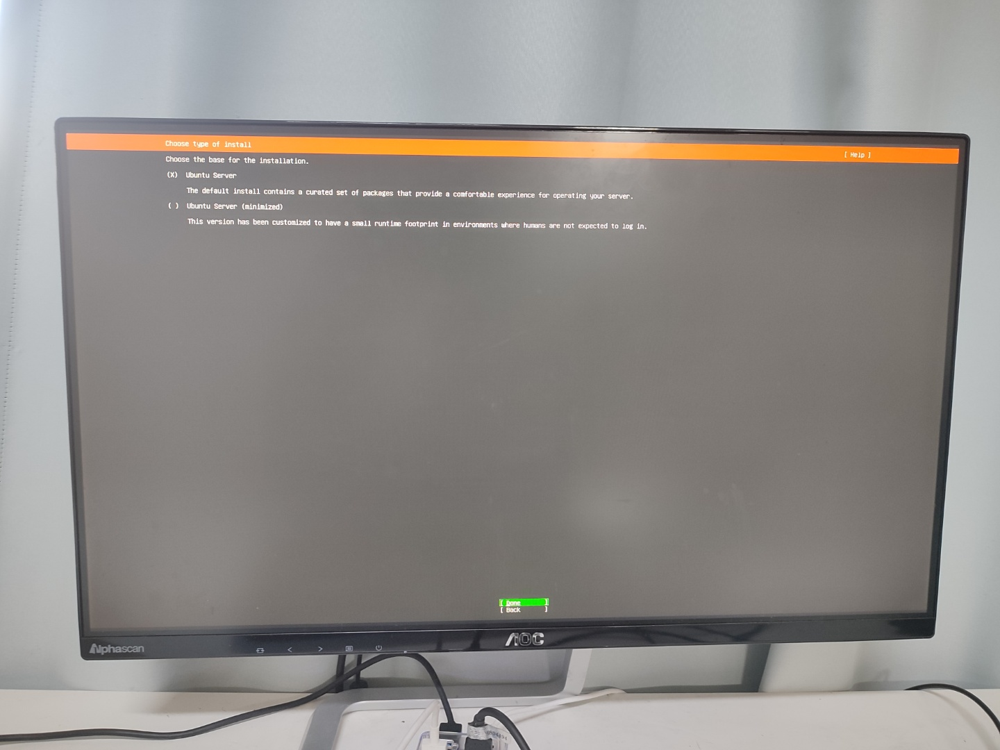 Choose type of install
[ Help ]
Choose the base for the installation.
(X) Ubuntu Server
The default install contains a curated set of packages that provide a comfortable experience for operating your server.
( ) Ubuntu Server (minimized)
This version has been customized to have a small runtime footprint in environments where humans are not expected to log in.
[ Done ]
[ Back ]
Alphascan
AOC